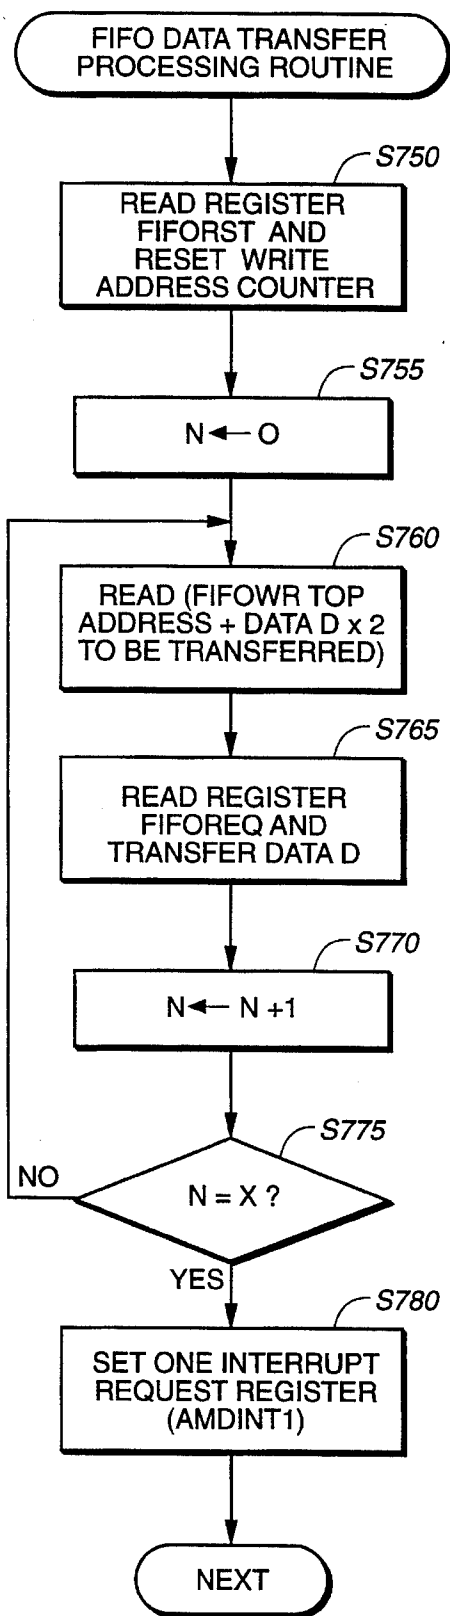 FIFO DATA TRANSFER
PROCESSING ROUTINE
S750
READ REGISTER
FIFORST AND
RESET WRITE
ADDRESS COUNTER
S755
N ← O
S760
READ (FIFOWR TOP
ADDRESS + DATA D x 2
TO BE TRANSFERRED)
S765
READ REGISTER
FIFOREQ AND
TRANSFER DATA D
S770
N ← N +1
S775
N = X ?
NO
YES
S780
SET ONE INTERRUPT
REQUEST REGISTER
(AMDINT1)
NEXT